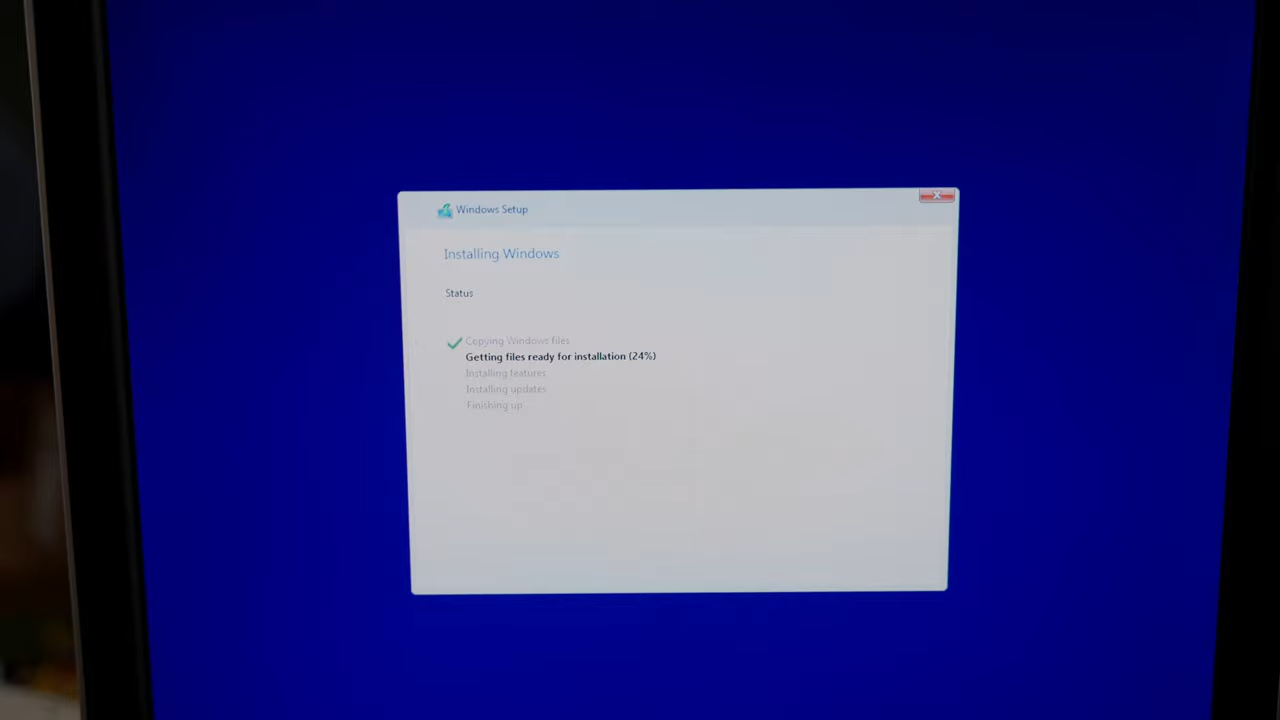 Windows Setup
Installing Windows
Status
Copying Windows files
Getting files ready for installation (24%)
Installing features
Installing updates
Finishing up